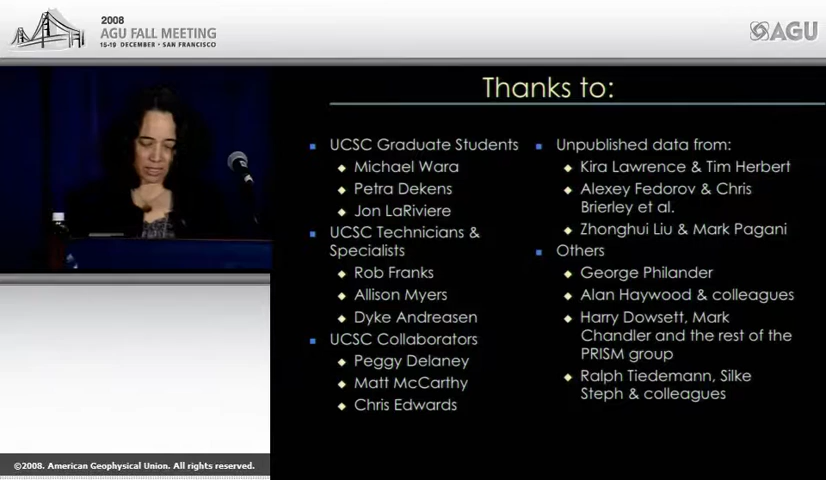 2008
AGU FALL MEETING
15-19 DECEMBER • SAN FRANCISCO
AGU
Thanks to:
UCSC Graduate Students
Michael Wara
Petra Dekens
Jon LaRiviere
UCSC Technicians &
Specialists
Rob Franks
Allison Myers
Dyke Andreasen
UCSC Collaborators
Peggy Delaney
Matt McCarthy
Chris Edwards
Unpublished data from:
Kira Lawrence & Tim Herbert
Alexey Fedorov & Chris
Brierley et al.
Zhonghui Liu & Mark Pagani
Others
George Philander
Alan Haywood & colleagues
Harry Dowsett, Mark
Chandler and the rest of the
PRISM group
Ralph Tiedemann, Silke
Steph & colleagues
©2008. American Geophysical Union. All rights reserved.